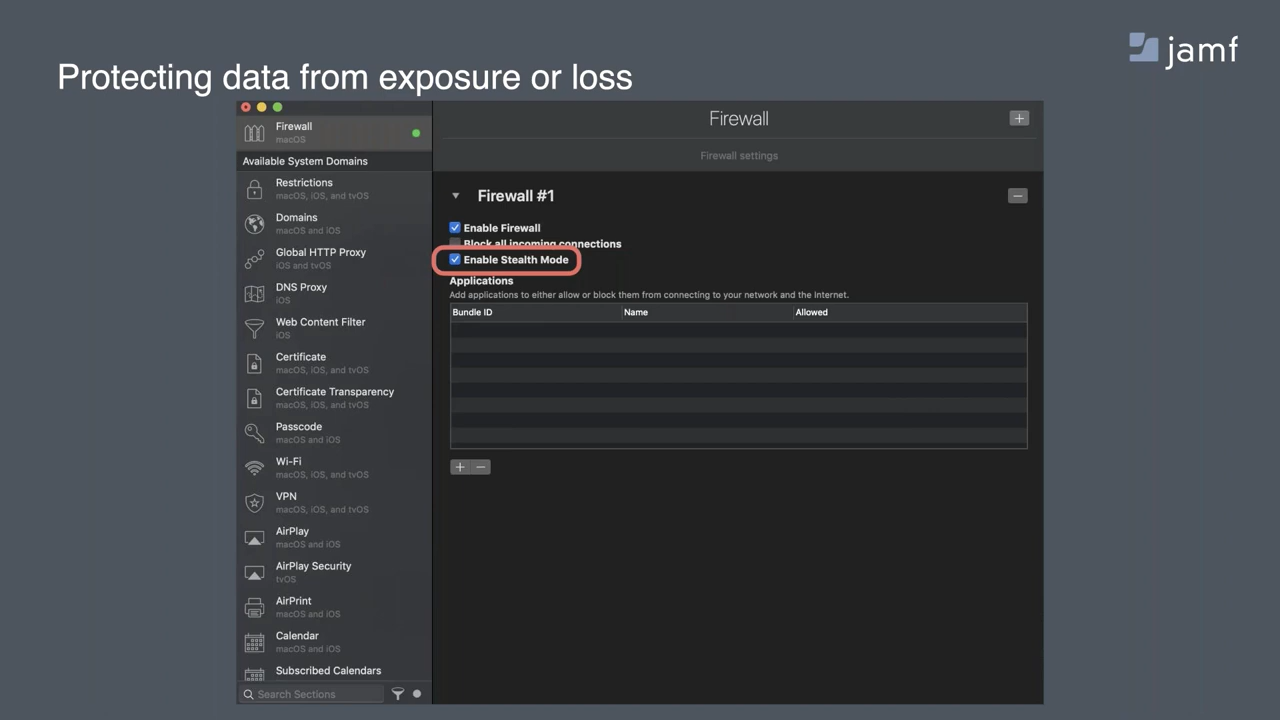 jamf
Protecting data from exposure or loss
Firewall
macOS
Available System Domains
Restrictions
macOS, iOS, and tvOS
Domains
macOS and iOS
Global HTTP Proxy
iOS and tvOS
DNS Proxy
iOS
Web Content Filter
iOS
Certificate
macOS, iOS, and tvOS
Certificate Transparency
macOS, iOS, and tvOS
Passcode
macOS and iOS
Wi-Fi
macOS, iOS, and tvOS
VPN
macOS, iOS, and tvOS
AirPlay
macOS and iOS
AirPlay Security
tvOS
AirPrint
macOS and iOS
Calendar
macOS and iOS
Subscribed Calendars
Search Sections
Firewall
Firewall settings
Firewall #1
Enable Firewall
Block all incoming connections
Enable Stealth Mode
Applications
Add applications to either allow or block them from connecting to your network and the Internet.
Bundle ID Name Allowed